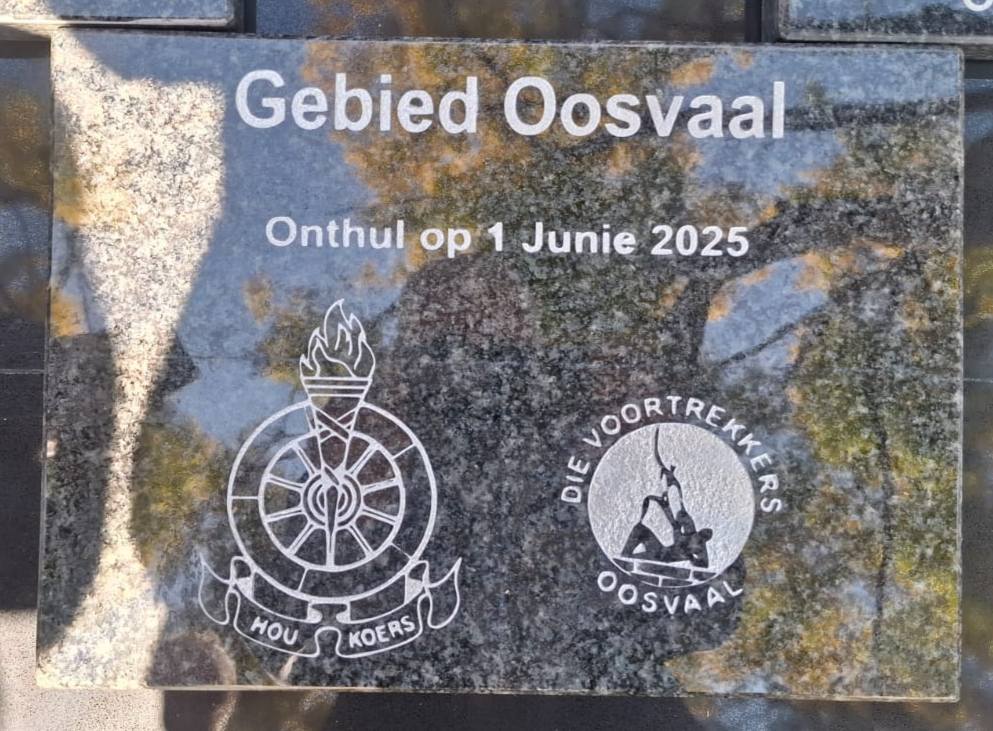 Gebied Oosvaal
Onthul op 1 Junie 2025
HOU KOERS
DIE VOORTREKKERS
OOSVAAL